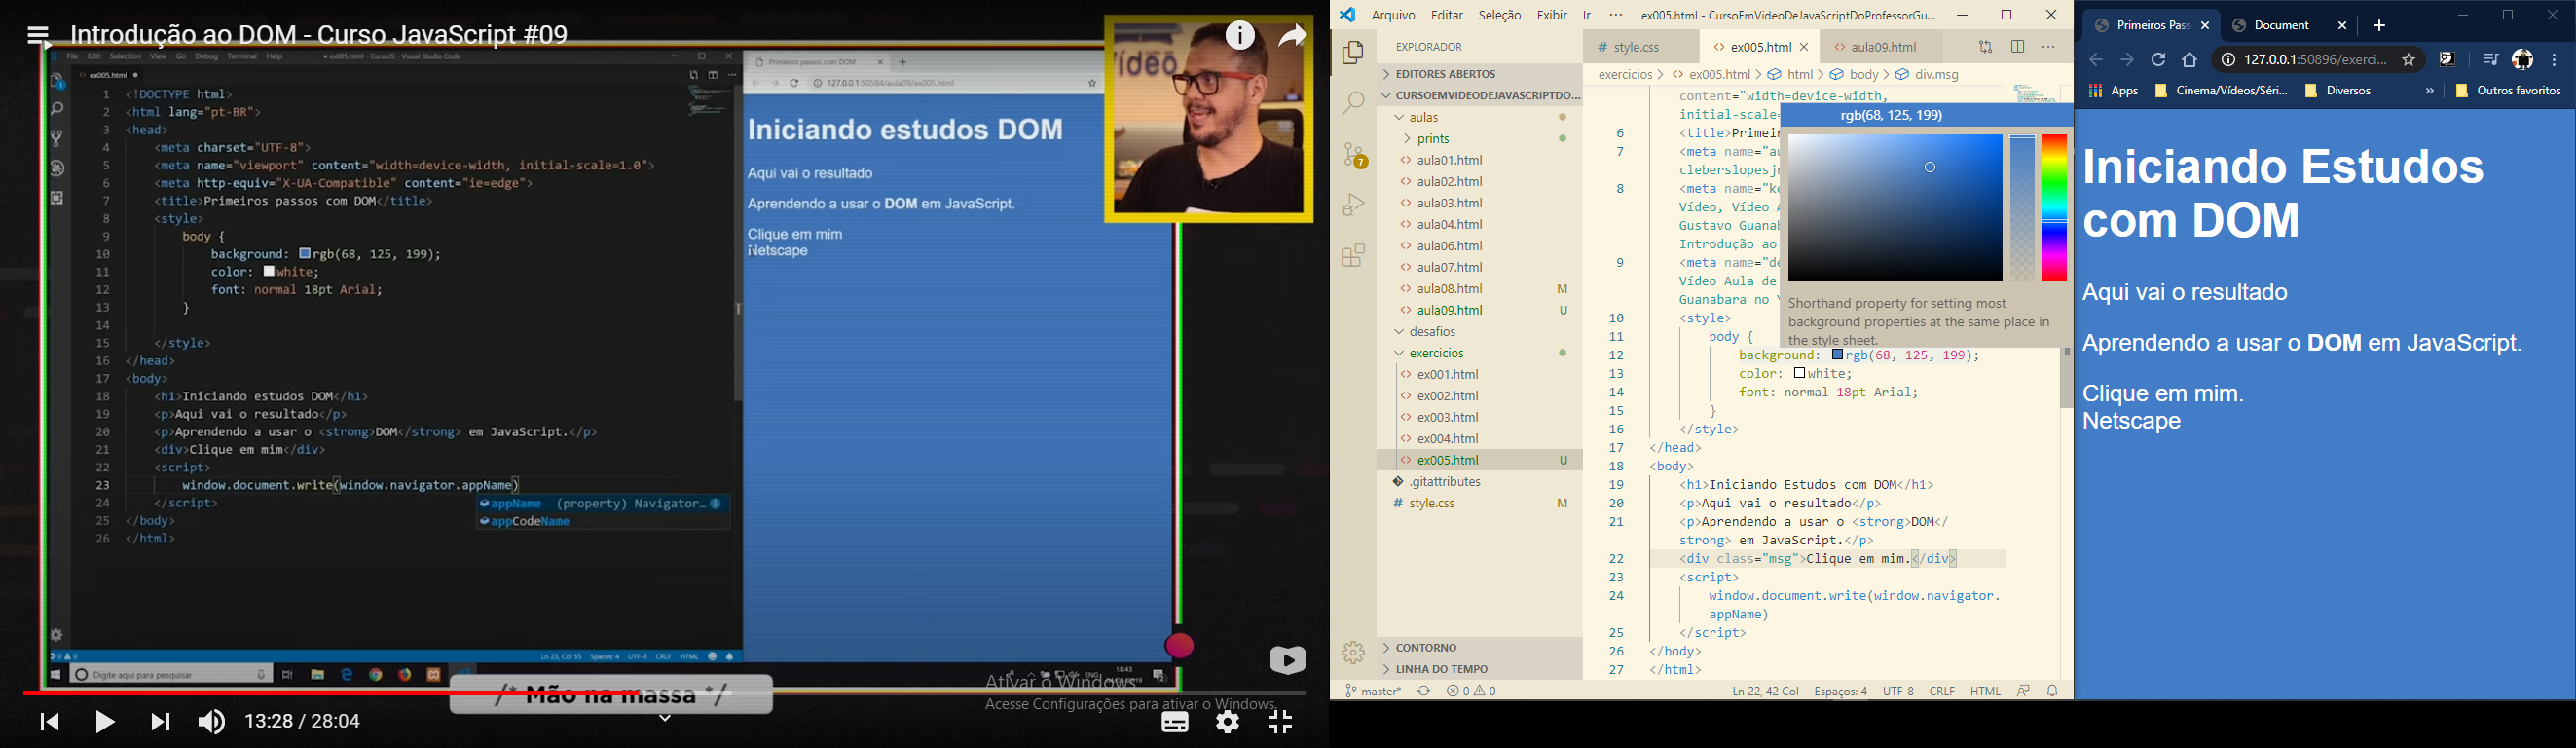 Introdução ao DOM - Curso JavaScript #09
File Edit Selection View Go Debug Terminal Help
ex005.html - CursoJS - Visual Studio Code
ex005.html
1 <!DOCTYPE html>
2 <html lang="pt-BR">
3 <head>
4 <meta charset="UTF-8">
5 <meta name="viewport" content="width=device-width, initial-scale=1.0">
6 <meta http-equiv="X-UA-Compatible" content="ie=edge">
7 <title>Primeiros passos com DOM</title>
8 <style>
9 body {
10 background: rgb(68, 125, 199);
11 color: white;
12 font: normal 18pt Arial;
13 }
14
15 </style>
16 </head>
17 <body>
18 <h1>Iniciando estudos DOM</h1>
19 <p>Aqui vai o resultado</p>
20 <p>Aprendendo a usar o <strong>DOM</strong> em JavaScript.</p>
21 <div>Clique em mim</div>
22 <script>
23 window.document.write(window.navigator.appName)
24 </script>
appName (property) Navigator...
25 </body>
appCodeName
26 </html>
0 0
Ln 23, Col 55 Spaces: 4 UTF-8 CRLF HTML
Digite aqui para pesquisar
ENG
18:43
Primeiros passos com DOM
127.0.0.1:50584/aula09/ex005.html
Iniciando estudos DOM
Aqui vai o resultado
Aprendendo a usar o DOM em JavaScript.
Clique em mim
Netscape
vídeo
/* Mão na massa */
Ativar o Windows
Acesse Configurações para ativar o Windows.
13:28 / 28:04
Arquivo Editar Seleção Exibir Ir ···
ex005.html - CursoEmVideoDeJavaScriptDoProfessorGu...
EXPLORADOR
EDITORES ABERTOS
CURSOEMVIDEODEJAVASCRIPTDO...
aulas
prints
aula01.html
aula02.html
aula03.html
aula04.html
aula06.html
aula07.html
aula08.html M
aula09.html U
desafios
exercicios
ex001.html
ex002.html
ex003.html
ex004.html
ex005.html U
.gitattributes
style.css M
CONTORNO
LINHA DO TEMPO
7
style.css
ex005.html
aula09.html
exercicios > ex005.html > html > body > div.msg
content="width=device-width,
initial-scale=
6 <title>Primeir
7 <meta name="au
cleberslopesjr
8 <meta name="ke
Vídeo, Vídeo A
Gustavo Guanab
Introdução ao
9 <meta name="de
Vídeo Aula de
Guanabara no Y
10 <style>
11 body {
12 background: rgb(68, 125, 199);
13 color: white;
14 font: normal 18pt Arial;
15 }
16 </style>
17 </head>
18 <body>
19 <h1>Iniciando Estudos com DOM</h1>
20 <p>Aqui vai o resultado</p>
21 <p>Aprendendo a usar o <strong>DOM</
strong> em JavaScript.</p>
22 <div class="msg">Clique em mim.</div>
23 <script>
24 window.document.write(window.navigator.
appName)
25 </script>
26 </body>
27 </html>
rgb(68, 125, 199)
Shorthand property for setting most
background properties at the same place in
the style sheet.
master* 0 0
Ln 22, 42 Col Espaços: 4 UTF-8 CRLF HTML
Primeiros Pass
Document
127.0.0.1:50896/exerci...
Apps Cinema/Vídeos/Séri... Diversos » Outros favoritos
Iniciando Estudos
com DOM
Aqui vai o resultado
Aprendendo a usar o DOM em JavaScript.
Clique em mim.
Netscape